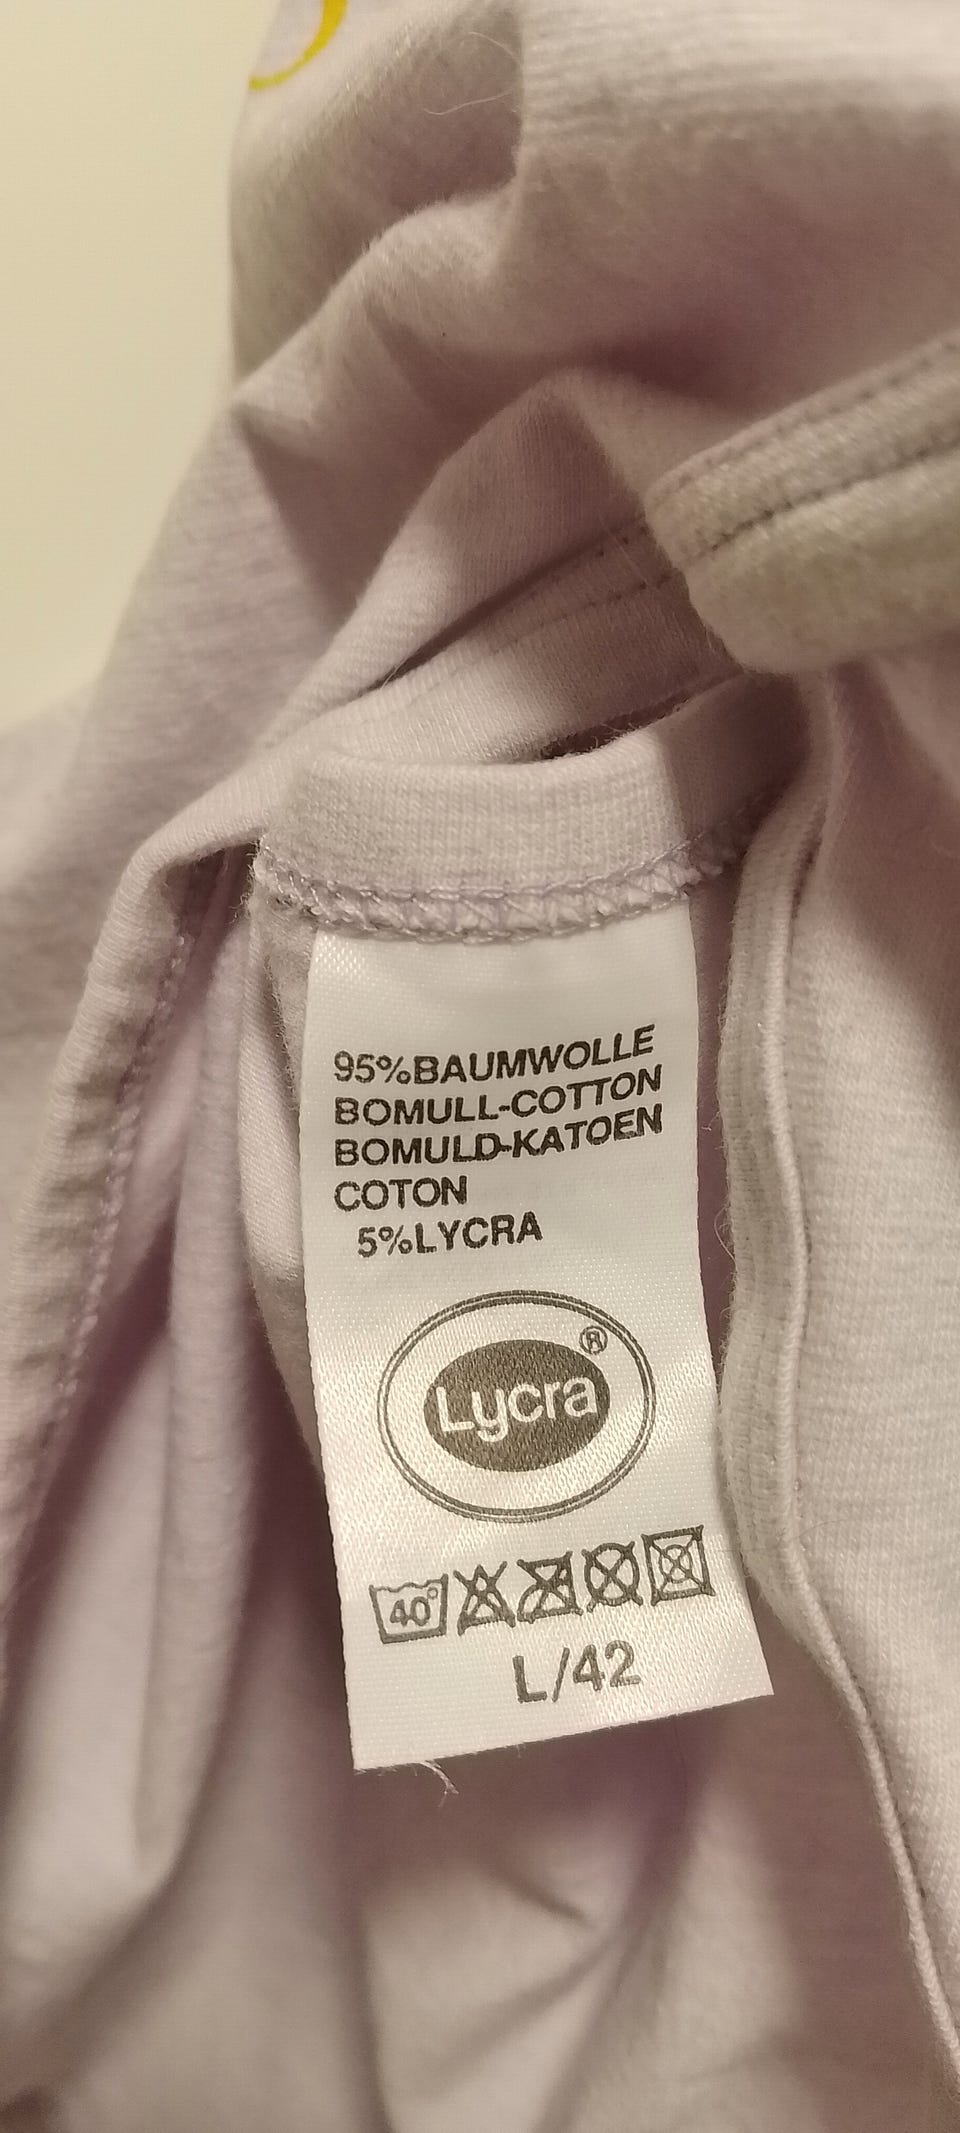 95%BAUMWOLLE
BOMULL-COTTON
BOMULD-KATOEN
COTON
5%LYCRA
Lycra®
40°
L/42